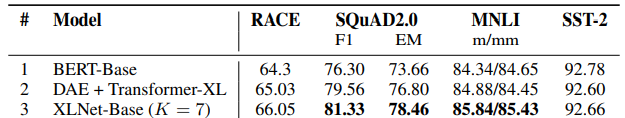 # Model RACE SQuAD2.0 MNLI SST-2
F1 EM m/mm
1 BERT-Base 64.3 76.30 73.66 84.34/84.65 92.78
2 DAE + Transformer-XL 65.03 79.56 76.80 84.88/84.45 92.60
3 XLNet-Base (K = 7) 66.05 81.33 78.46 85.84/85.43 92.66